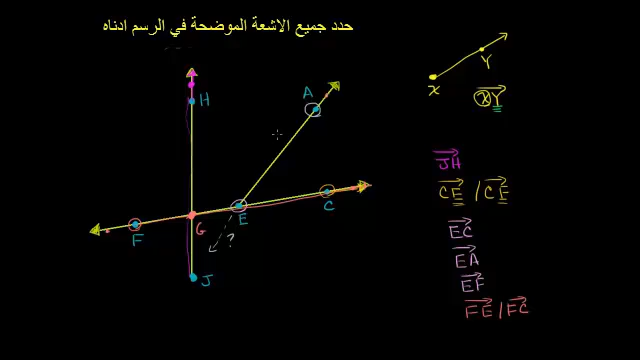 حدد جميع الاشعة الموضحة في الرسم ادناه
H
A
X
Y
XY
F
G
E
C
J
?
JH
CE / CE
EC
EA
EF
FE / FC